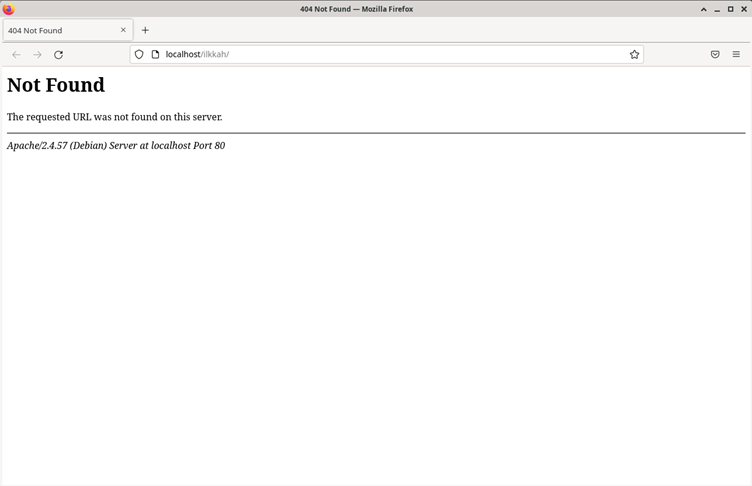 404 Not Found — Mozilla Firefox
404 Not Found
localhost/ilkkah/
Not Found
The requested URL was not found on this server.
Apache/2.4.57 (Debian) Server at localhost Port 80